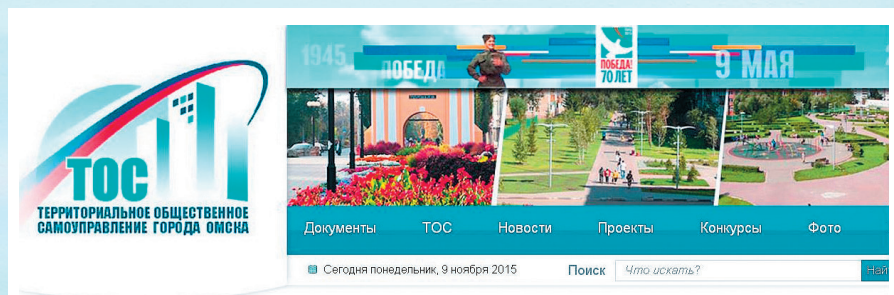 1945
ПОБЕДА
ПОБЕДА!
70 ЛЕТ
9 МАЯ
ТОС
ТЕРРИТОРИАЛЬНОЕ ОБЩЕСТВЕННОЕ
САМОУПРАВЛЕНИЕ ГОРОДА ОМСКА
Документы ТОС Новости Проекты Конкурсы Фото
Сегодня понедельник, 9 ноября 2015 Поиск Что искать? Най